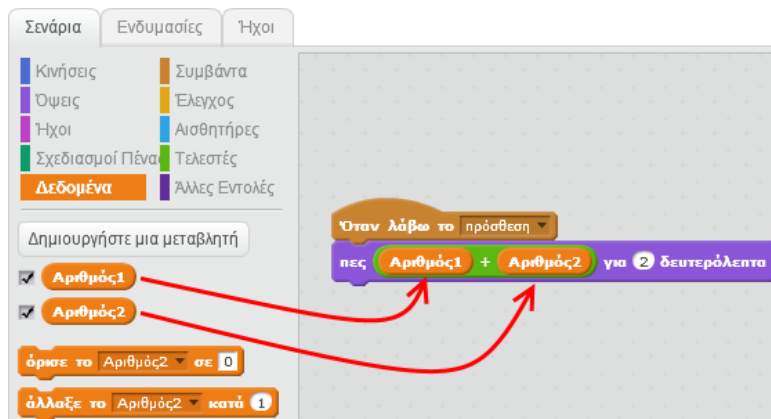 Σενάρια Ενδυμασίες Ήχοι
Κινήσεις Συμβάντα
Όψεις Έλεγχος
Ήχοι Αισθητήρες
Σχεδιασμοί Πένας Τελεστές
Δεδομένα Άλλες Εντολές
Δημιουργήστε μια μεταβλητή
Αριθμός1
Αριθμός2
όρισε το Αριθμός2 σε 0
άλλαξε το Αριθμός2 κατά 1
Όταν λάβω το πρόσθεση
πες Αριθμός1 + Αριθμός2 για 2 δευτερόλεπτα